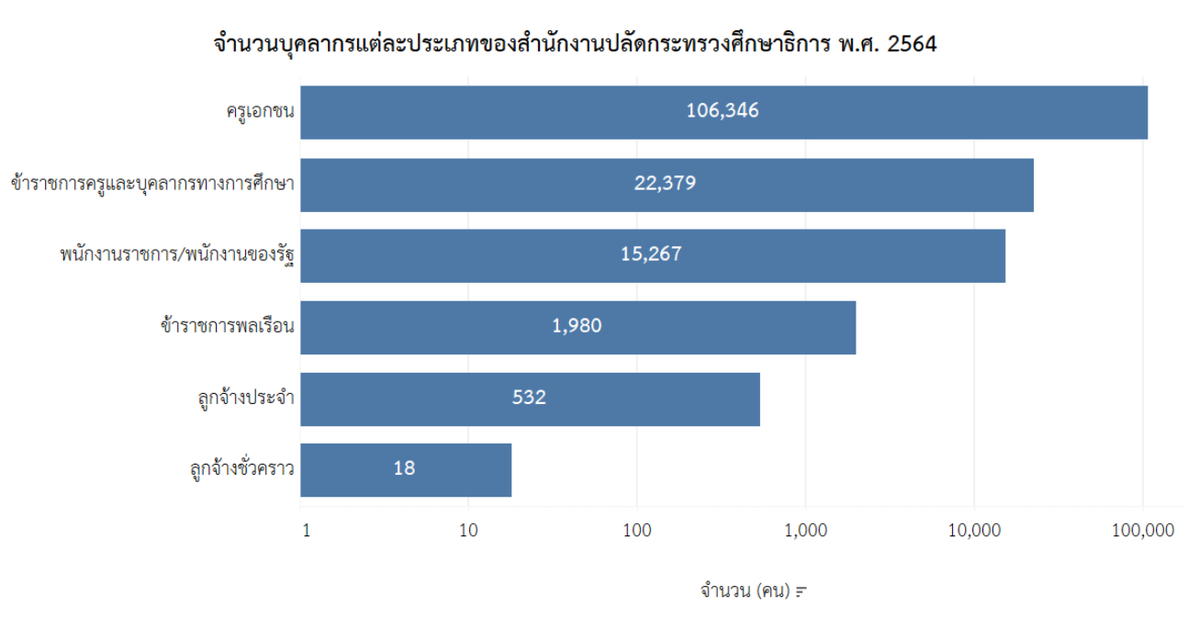 จำนวนบุคลากรแต่ละประเภทของสำนักงานปลัดกระทรวงศึกษาธิการ พ.ศ. 2564
ครูเอกชน 106,346
ข้าราชการครูและบุคลากรทางการศึกษา 22,379
พนักงานราชการ/พนักงานของรัฐ 15,267
ข้าราชการพลเรือน 1,980
ลูกจ้างประจำ 532
ลูกจ้างชั่วคราว 18
1 10 100 1,000 10,000 100,000
จำนวน (คน)